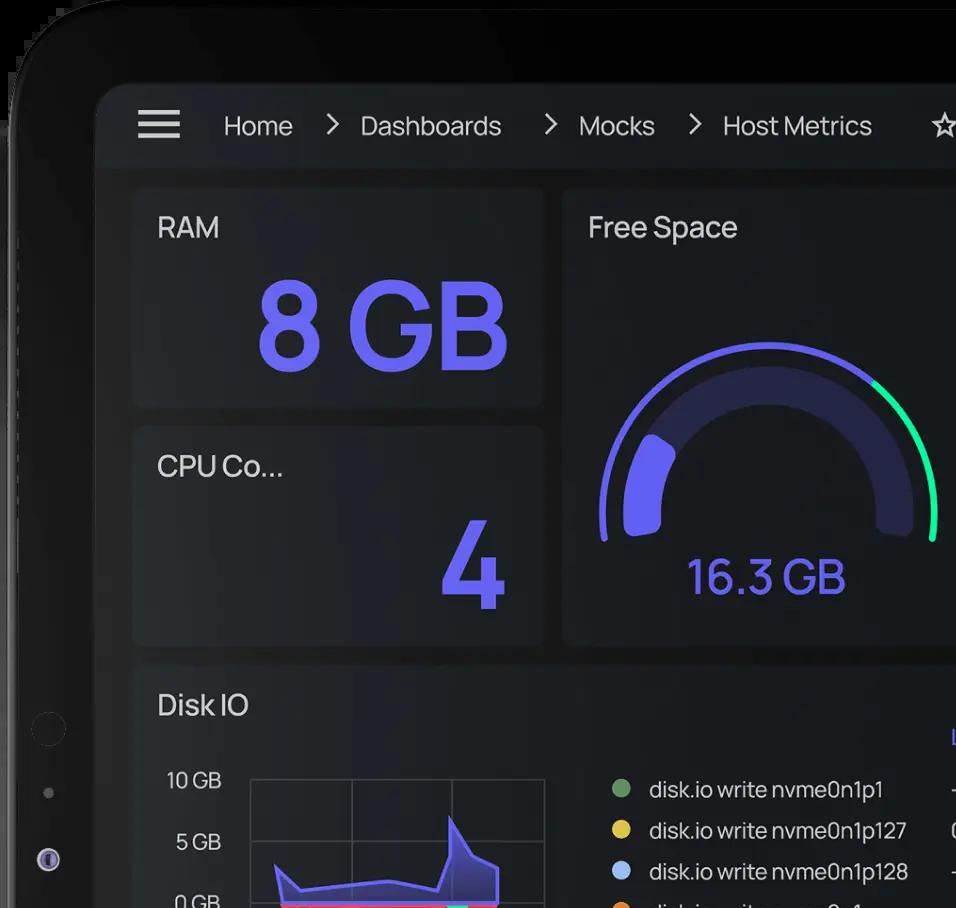 Home > Dashboards > Mocks > Host Metrics
RAM
8 GB
Free Space
16.3 GB
CPU Co...
4
Disk IO
10 GB
5 GB
0 GB
disk.io write nvme0n1p1
disk.io write nvme0n1p127
disk.io write nvme0n1p128